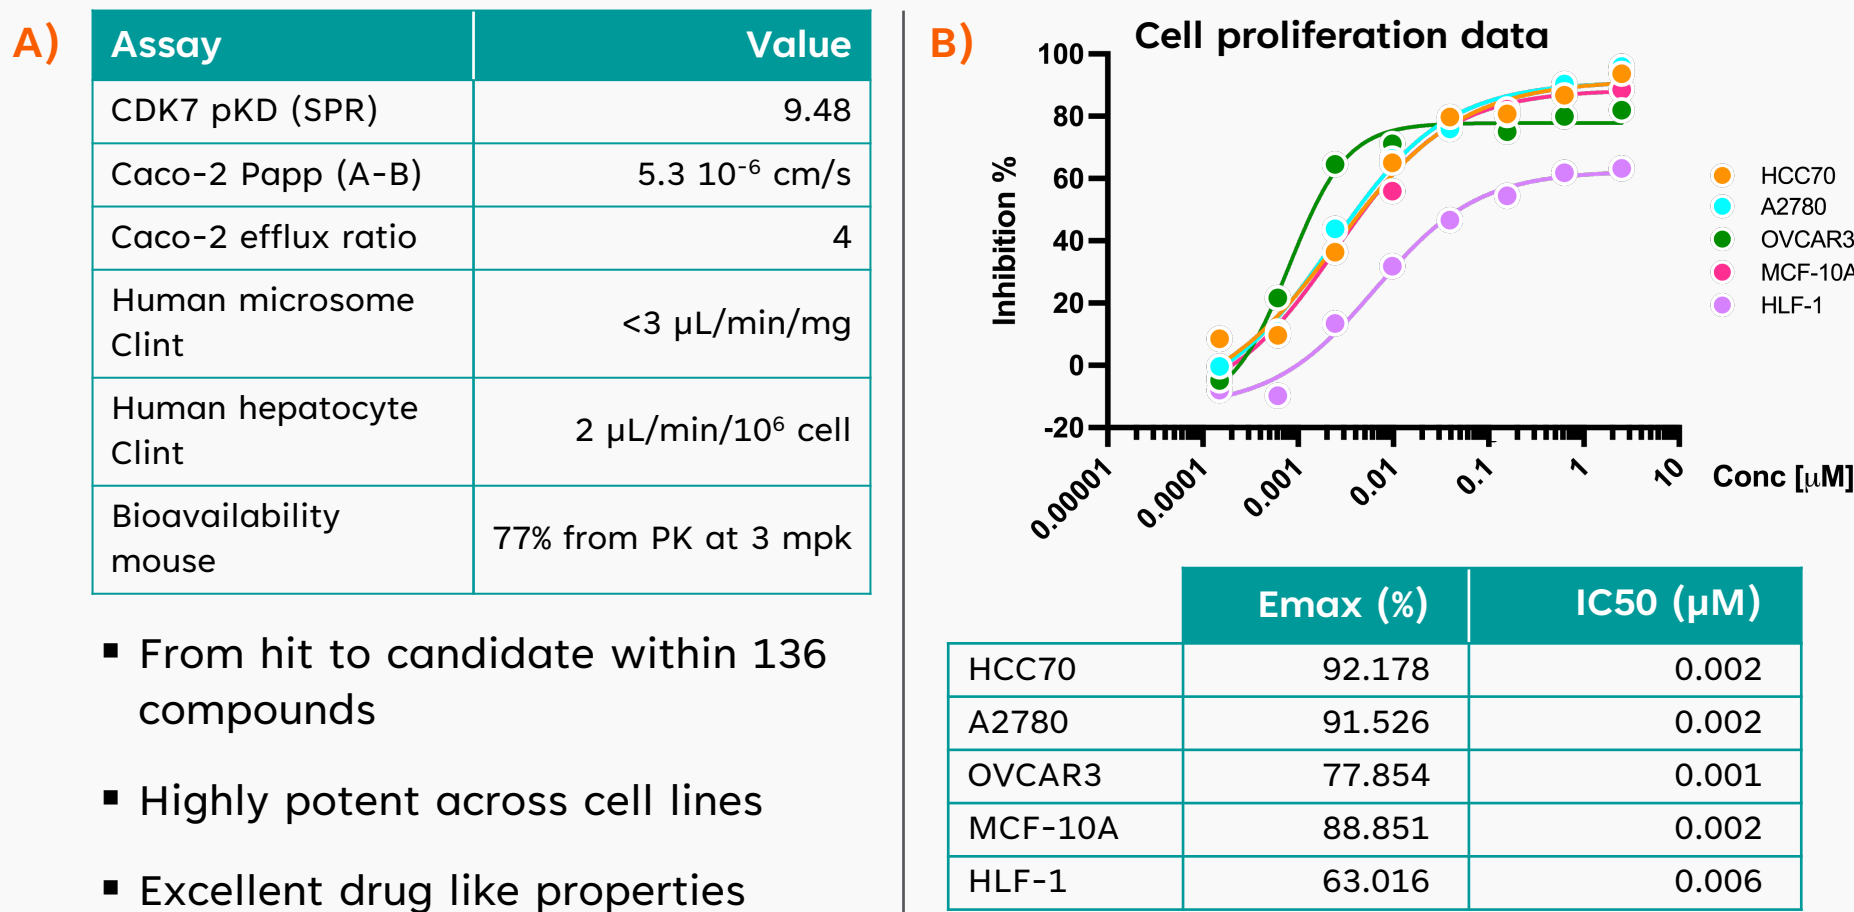 A)
Assay Value
CDK7 pKD (SPR) 9.48
Caco-2 Papp (A-B) 5.3 10⁻⁶ cm/s
Caco-2 efflux ratio 4
Human microsome
Clint
<3 µL/min/mg
Human hepatocyte
Clint
2 µL/min/10⁶ cell
Bioavailability
mouse
77% from PK at 3 mpk
▪ From hit to candidate within 136
compounds
▪ Highly potent across cell lines
▪ Excellent drug like properties
B)
Cell proliferation data
Inhibition %
100
80
60
40
20
0
-20
0.00001
0.0001
0.001
0.01
0.1
1
10
Conc [µM]
HCC70
A2780
OVCAR3
MCF-10A
HLF-1
Emax (%) IC50 (µM)
HCC70 92.178 0.002
A2780 91.526 0.002
OVCAR3 77.854 0.001
MCF-10A 88.851 0.002
HLF-1 63.016 0.006